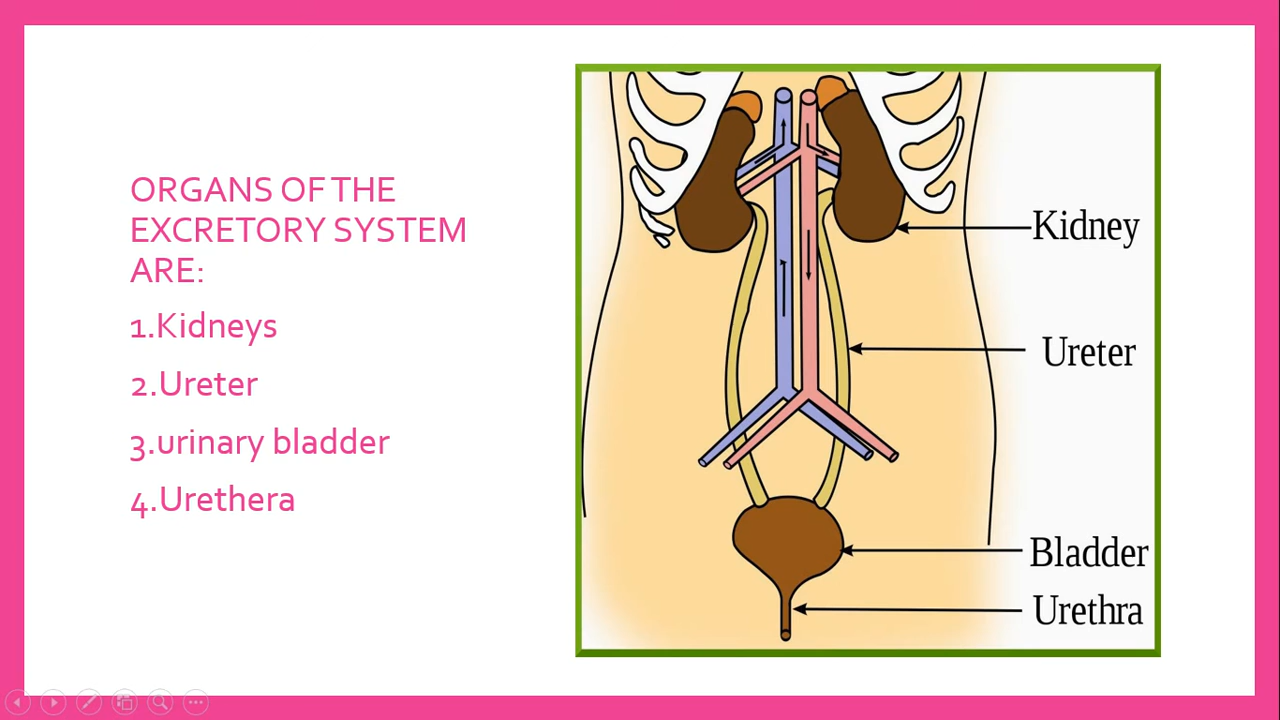 ORGANS OF THE
EXCRETORY SYSTEM
ARE:
1.Kidneys
2.Ureter
3.urinary bladder
4.Urethera
Kidney
Ureter
Bladder
Urethra